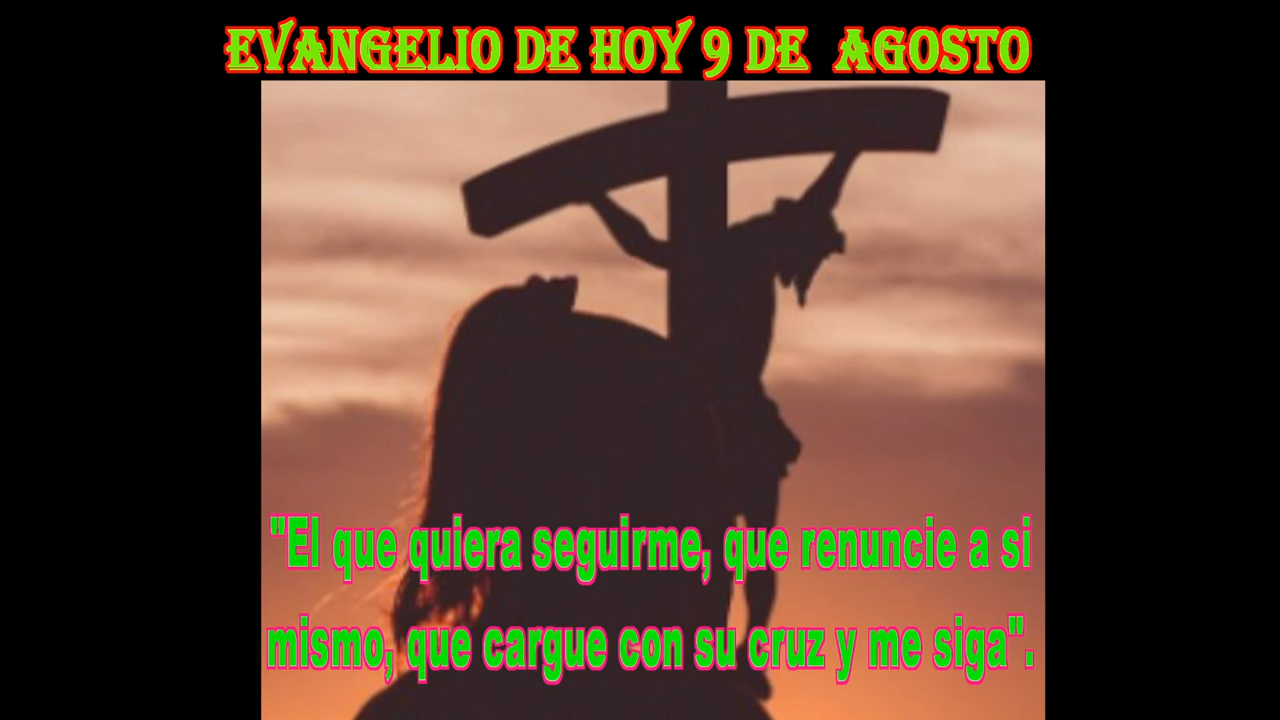 EVANGELIO DE HOY 9 DE AGOSTO
"El que quiera seguirme, que renuncie a si
mismo, que cargue con su cruz y me siga".